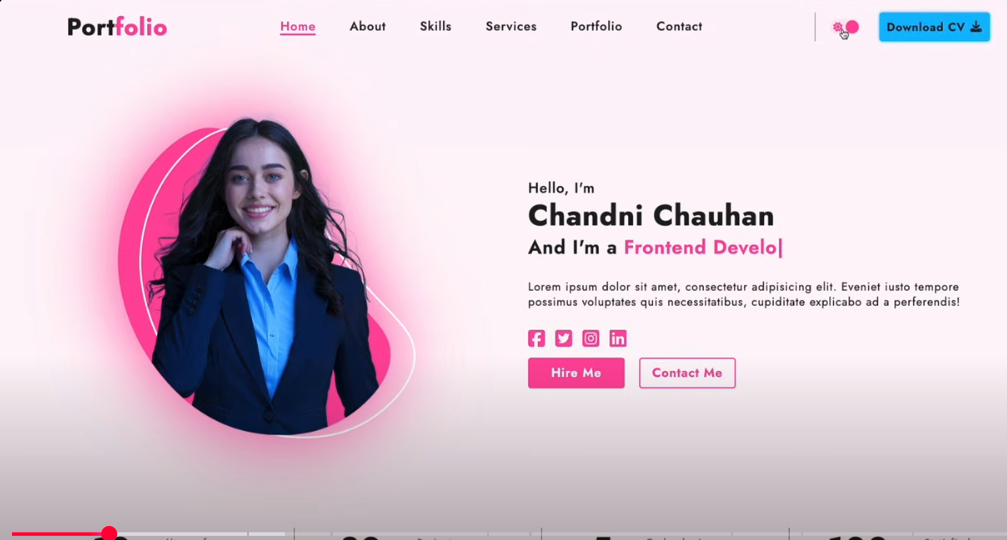 Portfolio
Home About Skills Services Portfolio Contact
Download CV
Hello, I'm
Chandni Chauhan
And I'm a Frontend Develo|
Lorem ipsum dolor sit amet, consectetur adipisicing elit. Eveniet iusto tempore
possimus voluptates quis necessitatibus, cupiditate explicabo ad a perferendis!
Hire Me
Contact Me